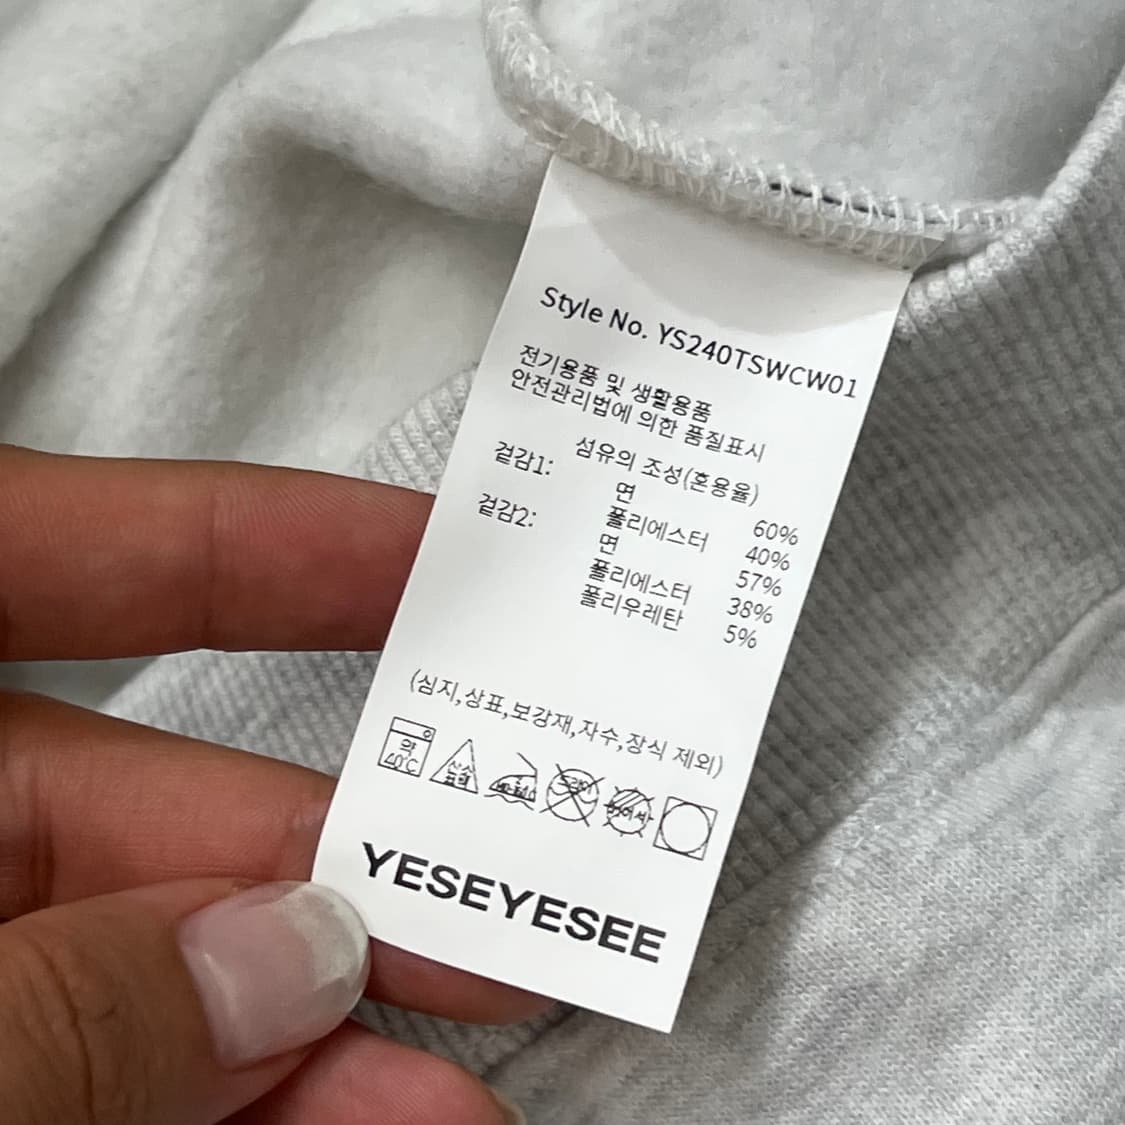 Style No. YS240TSWCW01
전기용품 및 생활용품
안전관리법에 의한 품질표시
섬유의 조성(혼용율)
겉감1: 면 60%
폴리에스터 40%
겉감2: 면 57%
폴리에스터 38%
폴리우레탄 5%
(심지,상표,보강재,자수,장식 제외)
약
40°C
YESEYESEE